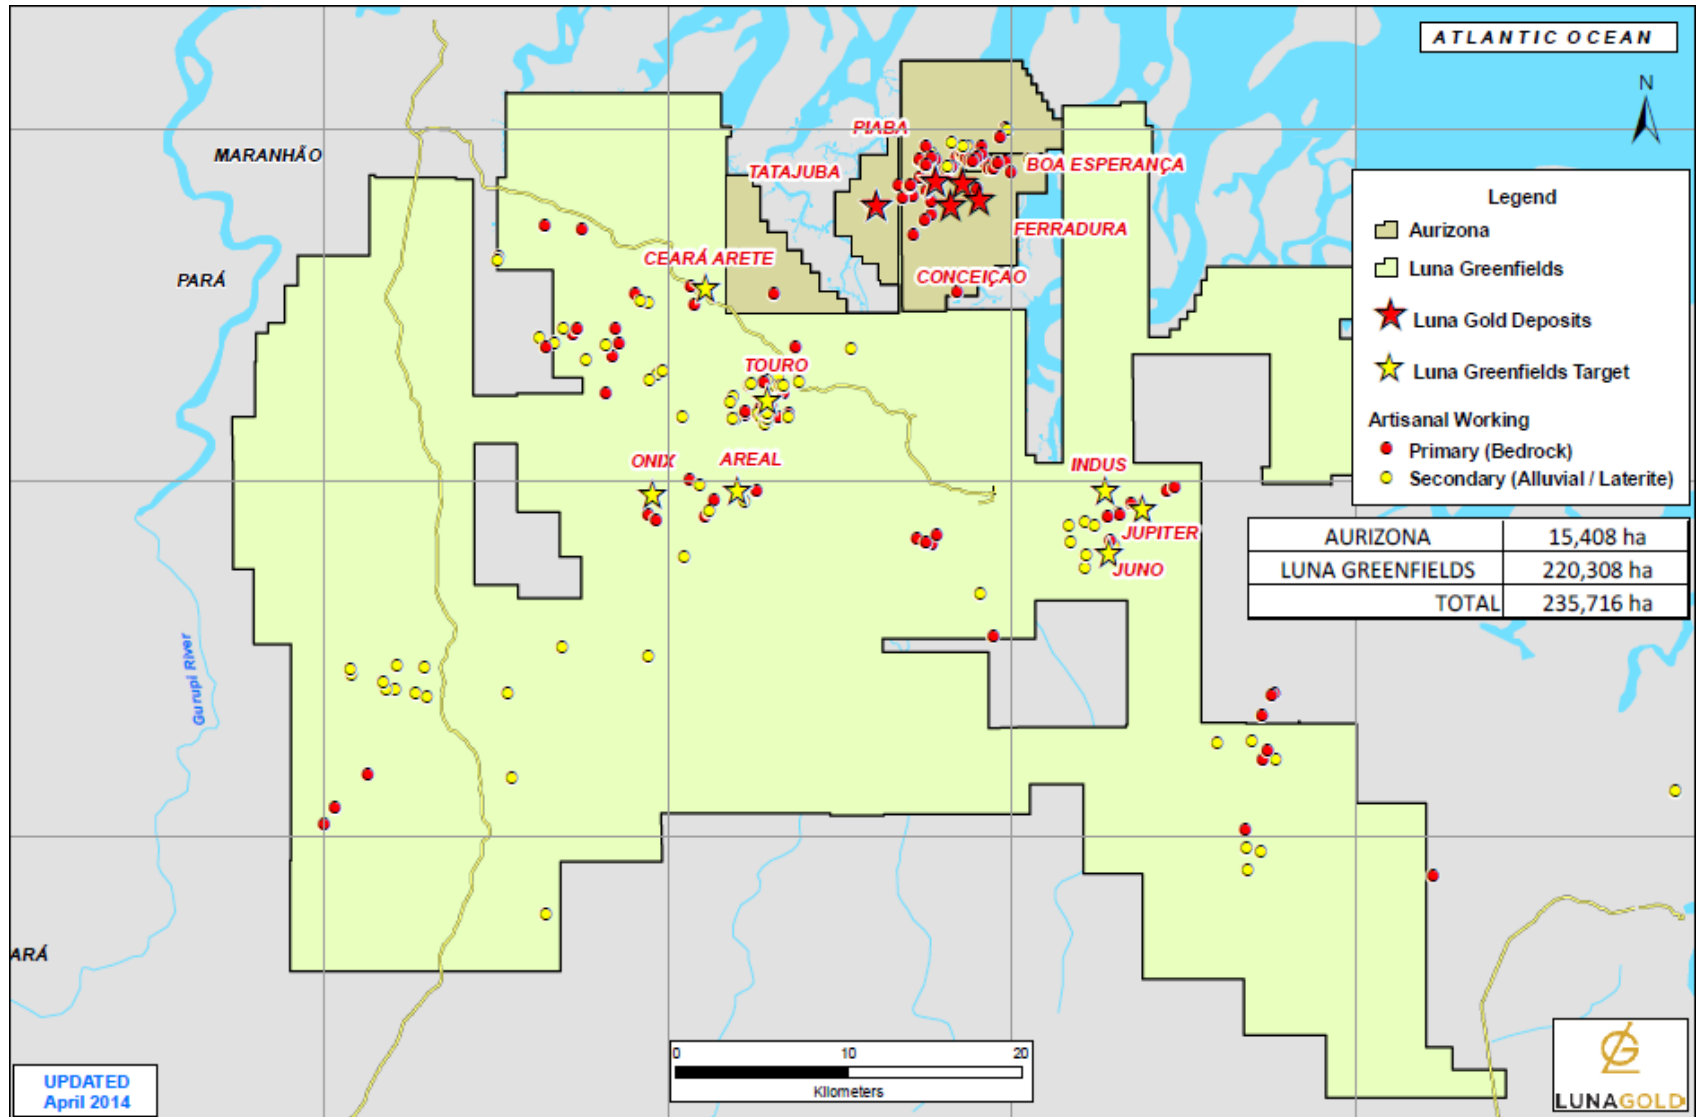 ATLANTIC OCEAN
N
PIABA
MARANHÃO
TATAJUBA
BOA ESPERANÇA
FERRADURA
CEARÁ ARETE
CONCEIÇAO
PARÁ
TOURO
ONIX
AREAL
INDUS
JUPITER
JUNO
Gurupi River
ARÁ
Legend
Aurizona
Luna Greenfields
Luna Gold Deposits
Luna Greenfields Target
Artisanal Working
Primary (Bedrock)
Secondary (Alluvial / Laterite)
AURIZONA 15,408 ha
LUNA GREENFIELDS 220,308 ha
TOTAL 235,716 ha
0 10 20
Kilometers
UPDATED
April 2014
LUNAGOLD